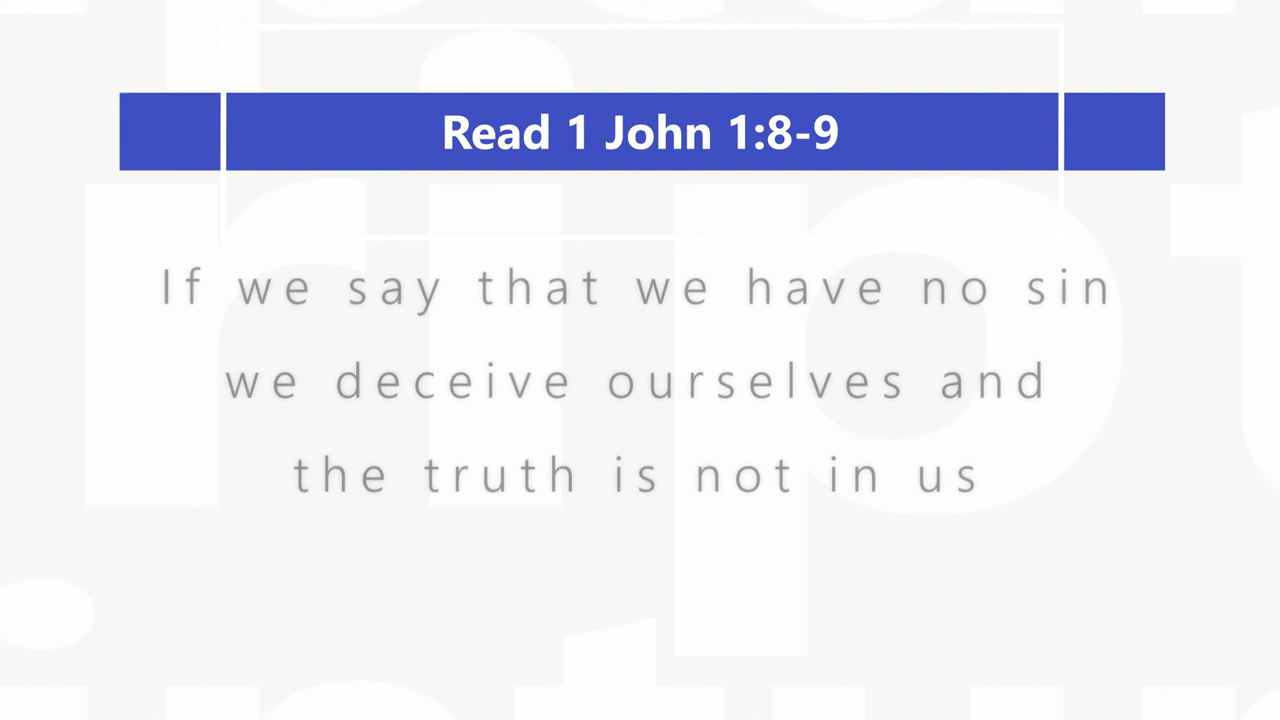 Read 1 John 1:8-9
If we say that we have no sin
we deceive ourselves and
the truth is not in us